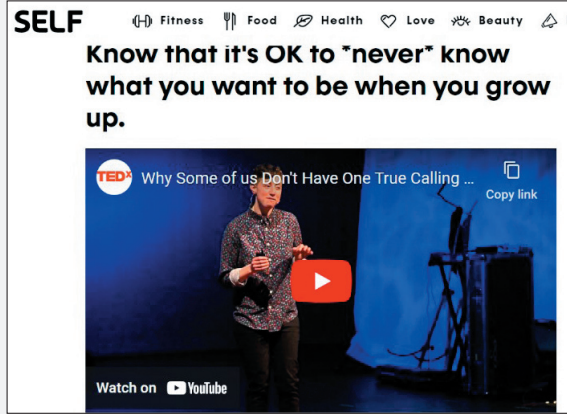 SELF Fitness Food Health Love Beauty
Know that it's OK to *never* know
what you want to be when you grow
up.
TEDx Why Some of us Don't Have One True Calling ...
Copy link
Watch on YouTube